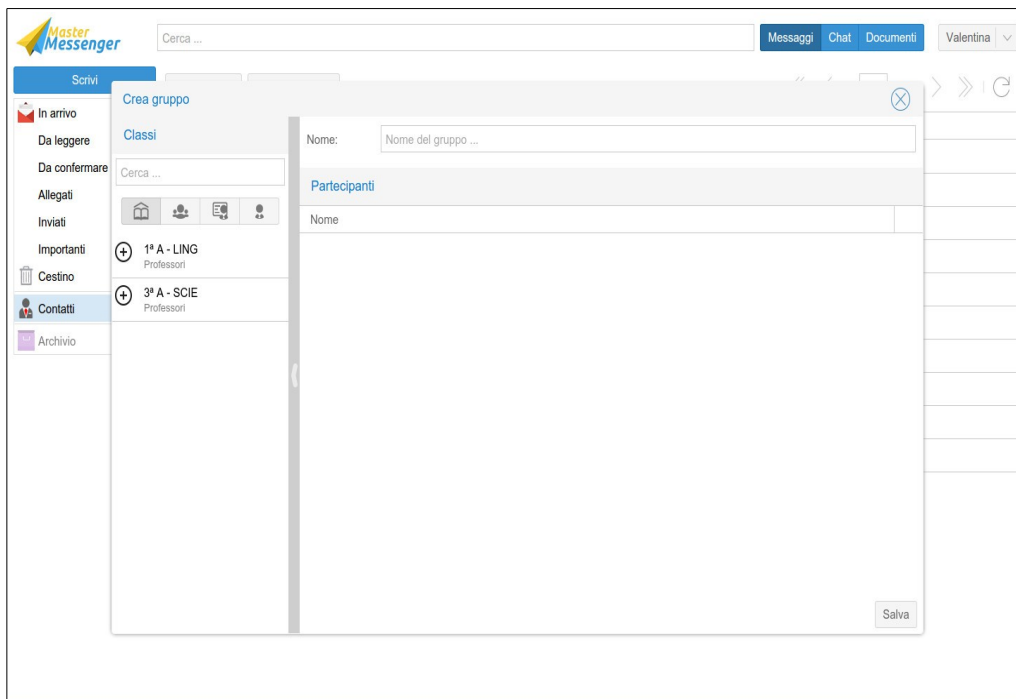 Master
Messenger
Cerca ...
Messaggi Chat Documenti
Valentina
Scrivi
In arrivo
Da leggere
Da confermare
Allegati
Inviati
Importanti
Cestino
Contatti
Archivio
Crea gruppo
Classi
Cerca ...
1ª A - LING
Professori
3ª A - SCIE
Professori
Nome: Nome del gruppo ...
Partecipanti
Nome
Salva